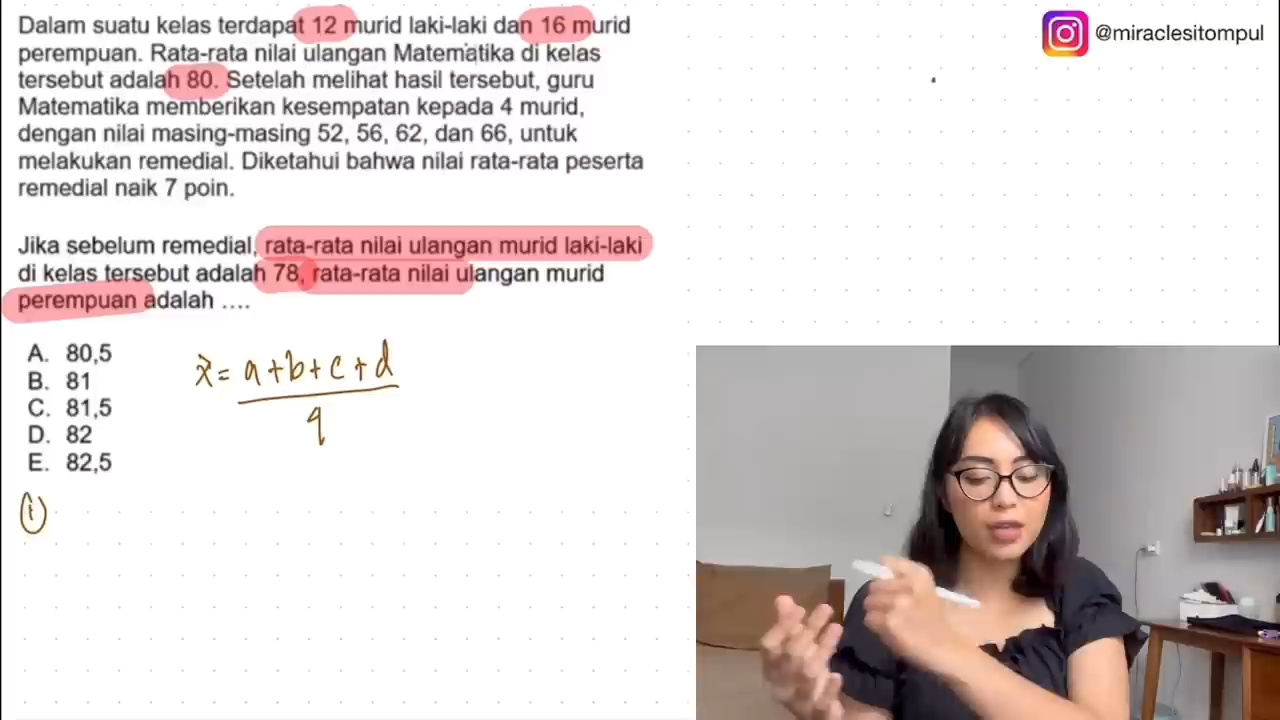 Dalam suatu kelas terdapat 12 murid laki-laki dan 16 murid
perempuan. Rata-rata nilai ulangan Matematika di kelas
tersebut adalah 80. Setelah melihat hasil tersebut, guru
Matematika memberikan kesempatan kepada 4 murid,
dengan nilai masing-masing 52, 56, 62, dan 66, untuk
melakukan remedial. Diketahui bahwa nilai rata-rata peserta
remedial naik 7 poin.
Jika sebelum remedial, rata-rata nilai ulangan murid laki-laki
di kelas tersebut adalah 78, rata-rata nilai ulangan murid
perempuan adalah ....
A. 80,5
B. 81
C. 81,5
D. 82
E. 82,5
x̄ = a+b+c+d
4
(i)
@miraclesitompul